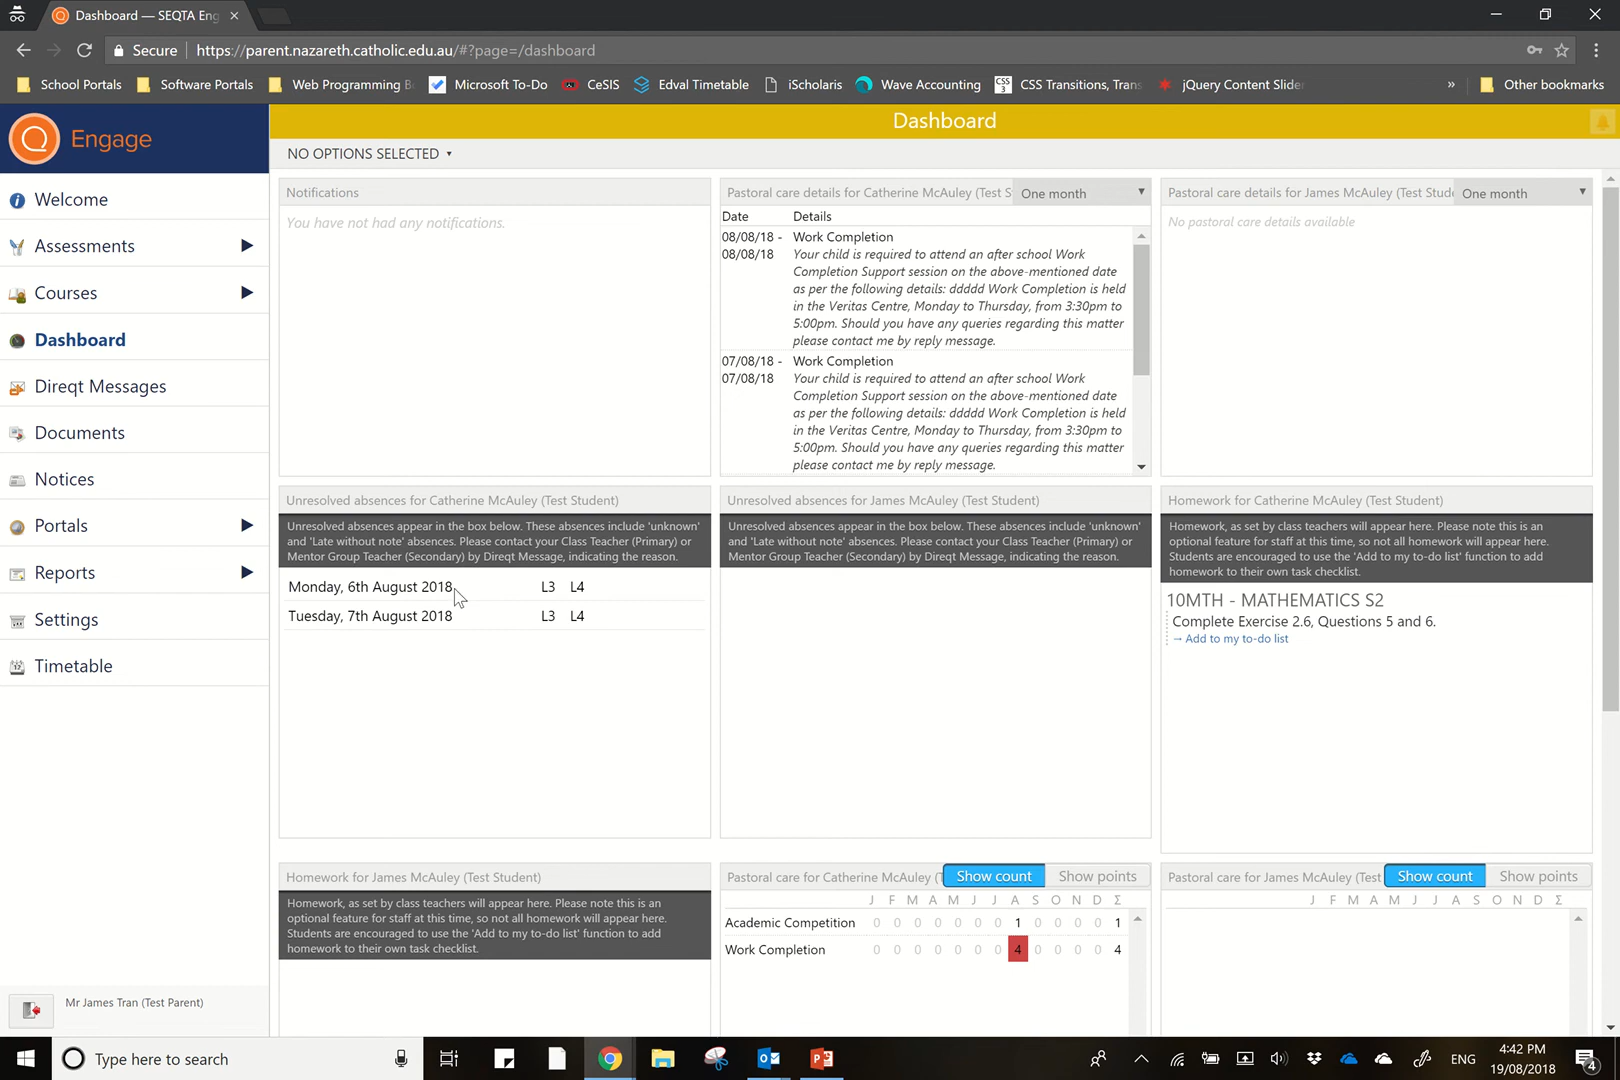 Dashboard — SEQTA Eng
Secure https://parent.nazareth.catholic.edu.au/#?page=/dashboard
School Portals Software Portals Web Programming B Microsoft To-Do CeSIS Edval Timetable iScholaris Wave Accounting CSS Transitions, Trans jQuery Content Slider » Other bookmarks
Engage
Welcome
Assessments
Courses
Dashboard
Direqt Messages
Documents
Notices
Portals
Reports
Settings
Timetable
Mr James Tran (Test Parent)
Dashboard
NO OPTIONS SELECTED
Notifications
You have not had any notifications.
Pastoral care details for Catherine McAuley (Test S One month
Date Details
08/08/18 - Work Completion
08/08/18 Your child is required to attend an after school Work
Completion Support session on the above-mentioned date
as per the following details: ddddd Work Completion is held
in the Veritas Centre, Monday to Thursday, from 3:30pm to
5:00pm. Should you have any queries regarding this matter
please contact me by reply message.
07/08/18 - Work Completion
07/08/18 Your child is required to attend an after school Work
Completion Support session on the above-mentioned date
as per the following details: ddddd Work Completion is held
in the Veritas Centre, Monday to Thursday, from 3:30pm to
5:00pm. Should you have any queries regarding this matter
please contact me by reply message.
Pastoral care details for James McAuley (Test Stude One month
No pastoral care details available
Unresolved absences for Catherine McAuley (Test Student)
Unresolved absences appear in the box below. These absences include 'unknown'
and 'Late without note' absences. Please contact your Class Teacher (Primary) or
Mentor Group Teacher (Secondary) by Direqt Message, indicating the reason.
Monday, 6th August 2018 L3 L4
Tuesday, 7th August 2018 L3 L4
Unresolved absences for James McAuley (Test Student)
Unresolved absences appear in the box below. These absences include 'unknown'
and 'Late without note' absences. Please contact your Class Teacher (Primary) or
Mentor Group Teacher (Secondary) by Direqt Message, indicating the reason.
Homework for Catherine McAuley (Test Student)
Homework, as set by class teachers will appear here. Please note this is an
optional feature for staff at this time, so not all homework will appear here.
Students are encouraged to use the 'Add to my to-do list' function to add
homework to their own task checklist.
10MTH - MATHEMATICS S2
Complete Exercise 2.6, Questions 5 and 6.
→ Add to my to-do list
Homework for James McAuley (Test Student)
Homework, as set by class teachers will appear here. Please note this is an
optional feature for staff at this time, so not all homework will appear here.
Students are encouraged to use the 'Add to my to-do list' function to add
homework to their own task checklist.
Pastoral care for Catherine McAuley (T Show count Show points
J F M A M J J A S O N D Σ
Academic Competition 0 0 0 0 0 0 0 1 0 0 0 0 1
Work Completion 0 0 0 0 0 0 0 4 0 0 0 0 4
Pastoral care for James McAuley (Test Show count Show points
J F M A M J J A S O N D Σ
Type here to search
ENG
4:42 PM
19/08/2018
4